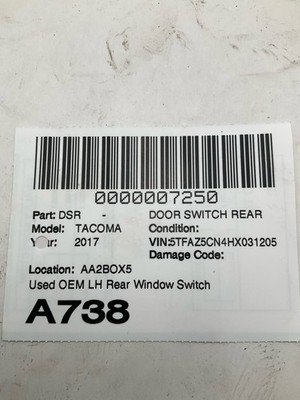 0000007250
Part: DSR - DOOR SWITCH REAR
Model: TACOMA Condition:
Year: 2017 VIN:5TFAZ5CN4HX031205
Damage Code:
Location: AA2BOX5
Used OEM LH Rear Window Switch
A738